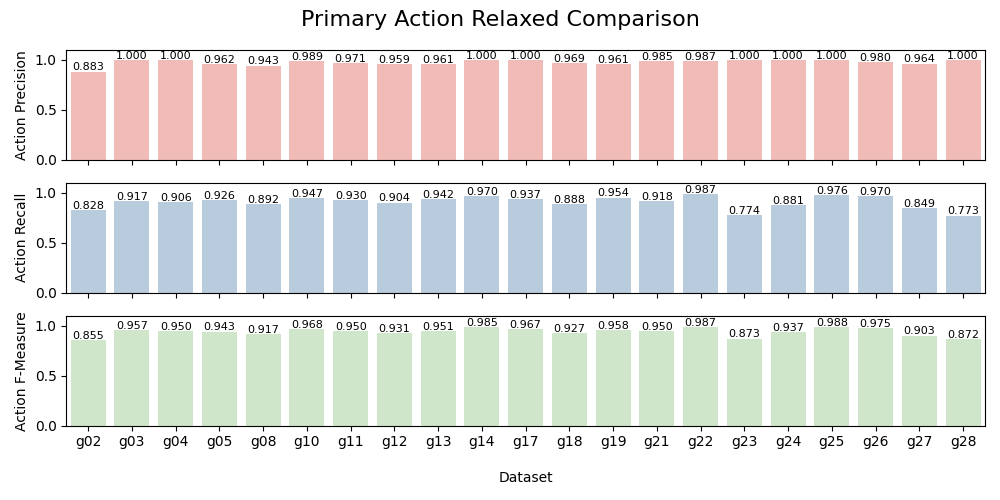 Primary Action Relaxed Comparison
Action Precision
1.0
0.5
0.0
0.883 1.000 1.000 0.962 0.943 0.989 0.971 0.959 0.961 1.000 1.000 0.969 0.961 0.985 0.987 1.000 1.000 1.000 0.980 0.964 1.000
Action Recall
1.0
0.5
0.0
0.828 0.917 0.906 0.926 0.892 0.947 0.930 0.904 0.942 0.970 0.937 0.888 0.954 0.918 0.987 0.774 0.881 0.976 0.970 0.849 0.773
Action F-Measure
1.0
0.5
0.0
0.855 0.957 0.950 0.943 0.917 0.968 0.950 0.931 0.951 0.985 0.967 0.927 0.958 0.950 0.987 0.873 0.937 0.988 0.975 0.903 0.872
g02 g03 g04 g05 g08 g10 g11 g12 g13 g14 g17 g18 g19 g21 g22 g23 g24 g25 g26 g27 g28
Dataset